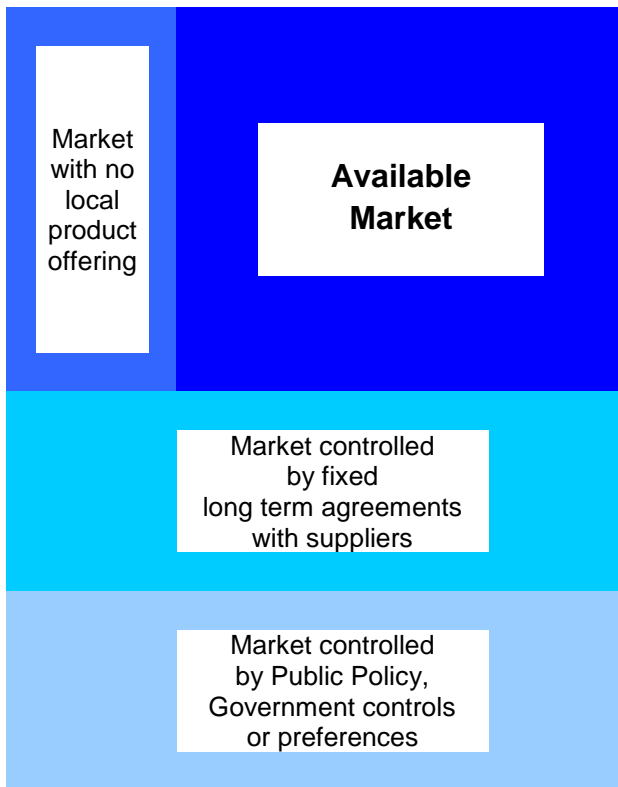 Market
with no
local
product
offering
Available
Market
Market controlled
by fixed
long term agreements
with suppliers
Market controlled
by Public Policy,
Government controls
or preferences